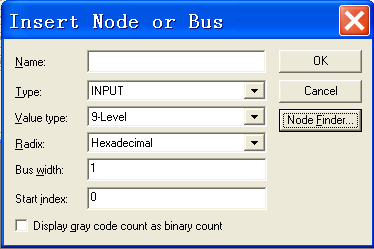 Insert Node or Bus
Name:
OK
Type: INPUT
Cancel
Value type: 9-Level
Node Finder...
Radix: Hexadecimal
Bus width: 1
Start index: 0
Display gray code count as binary count